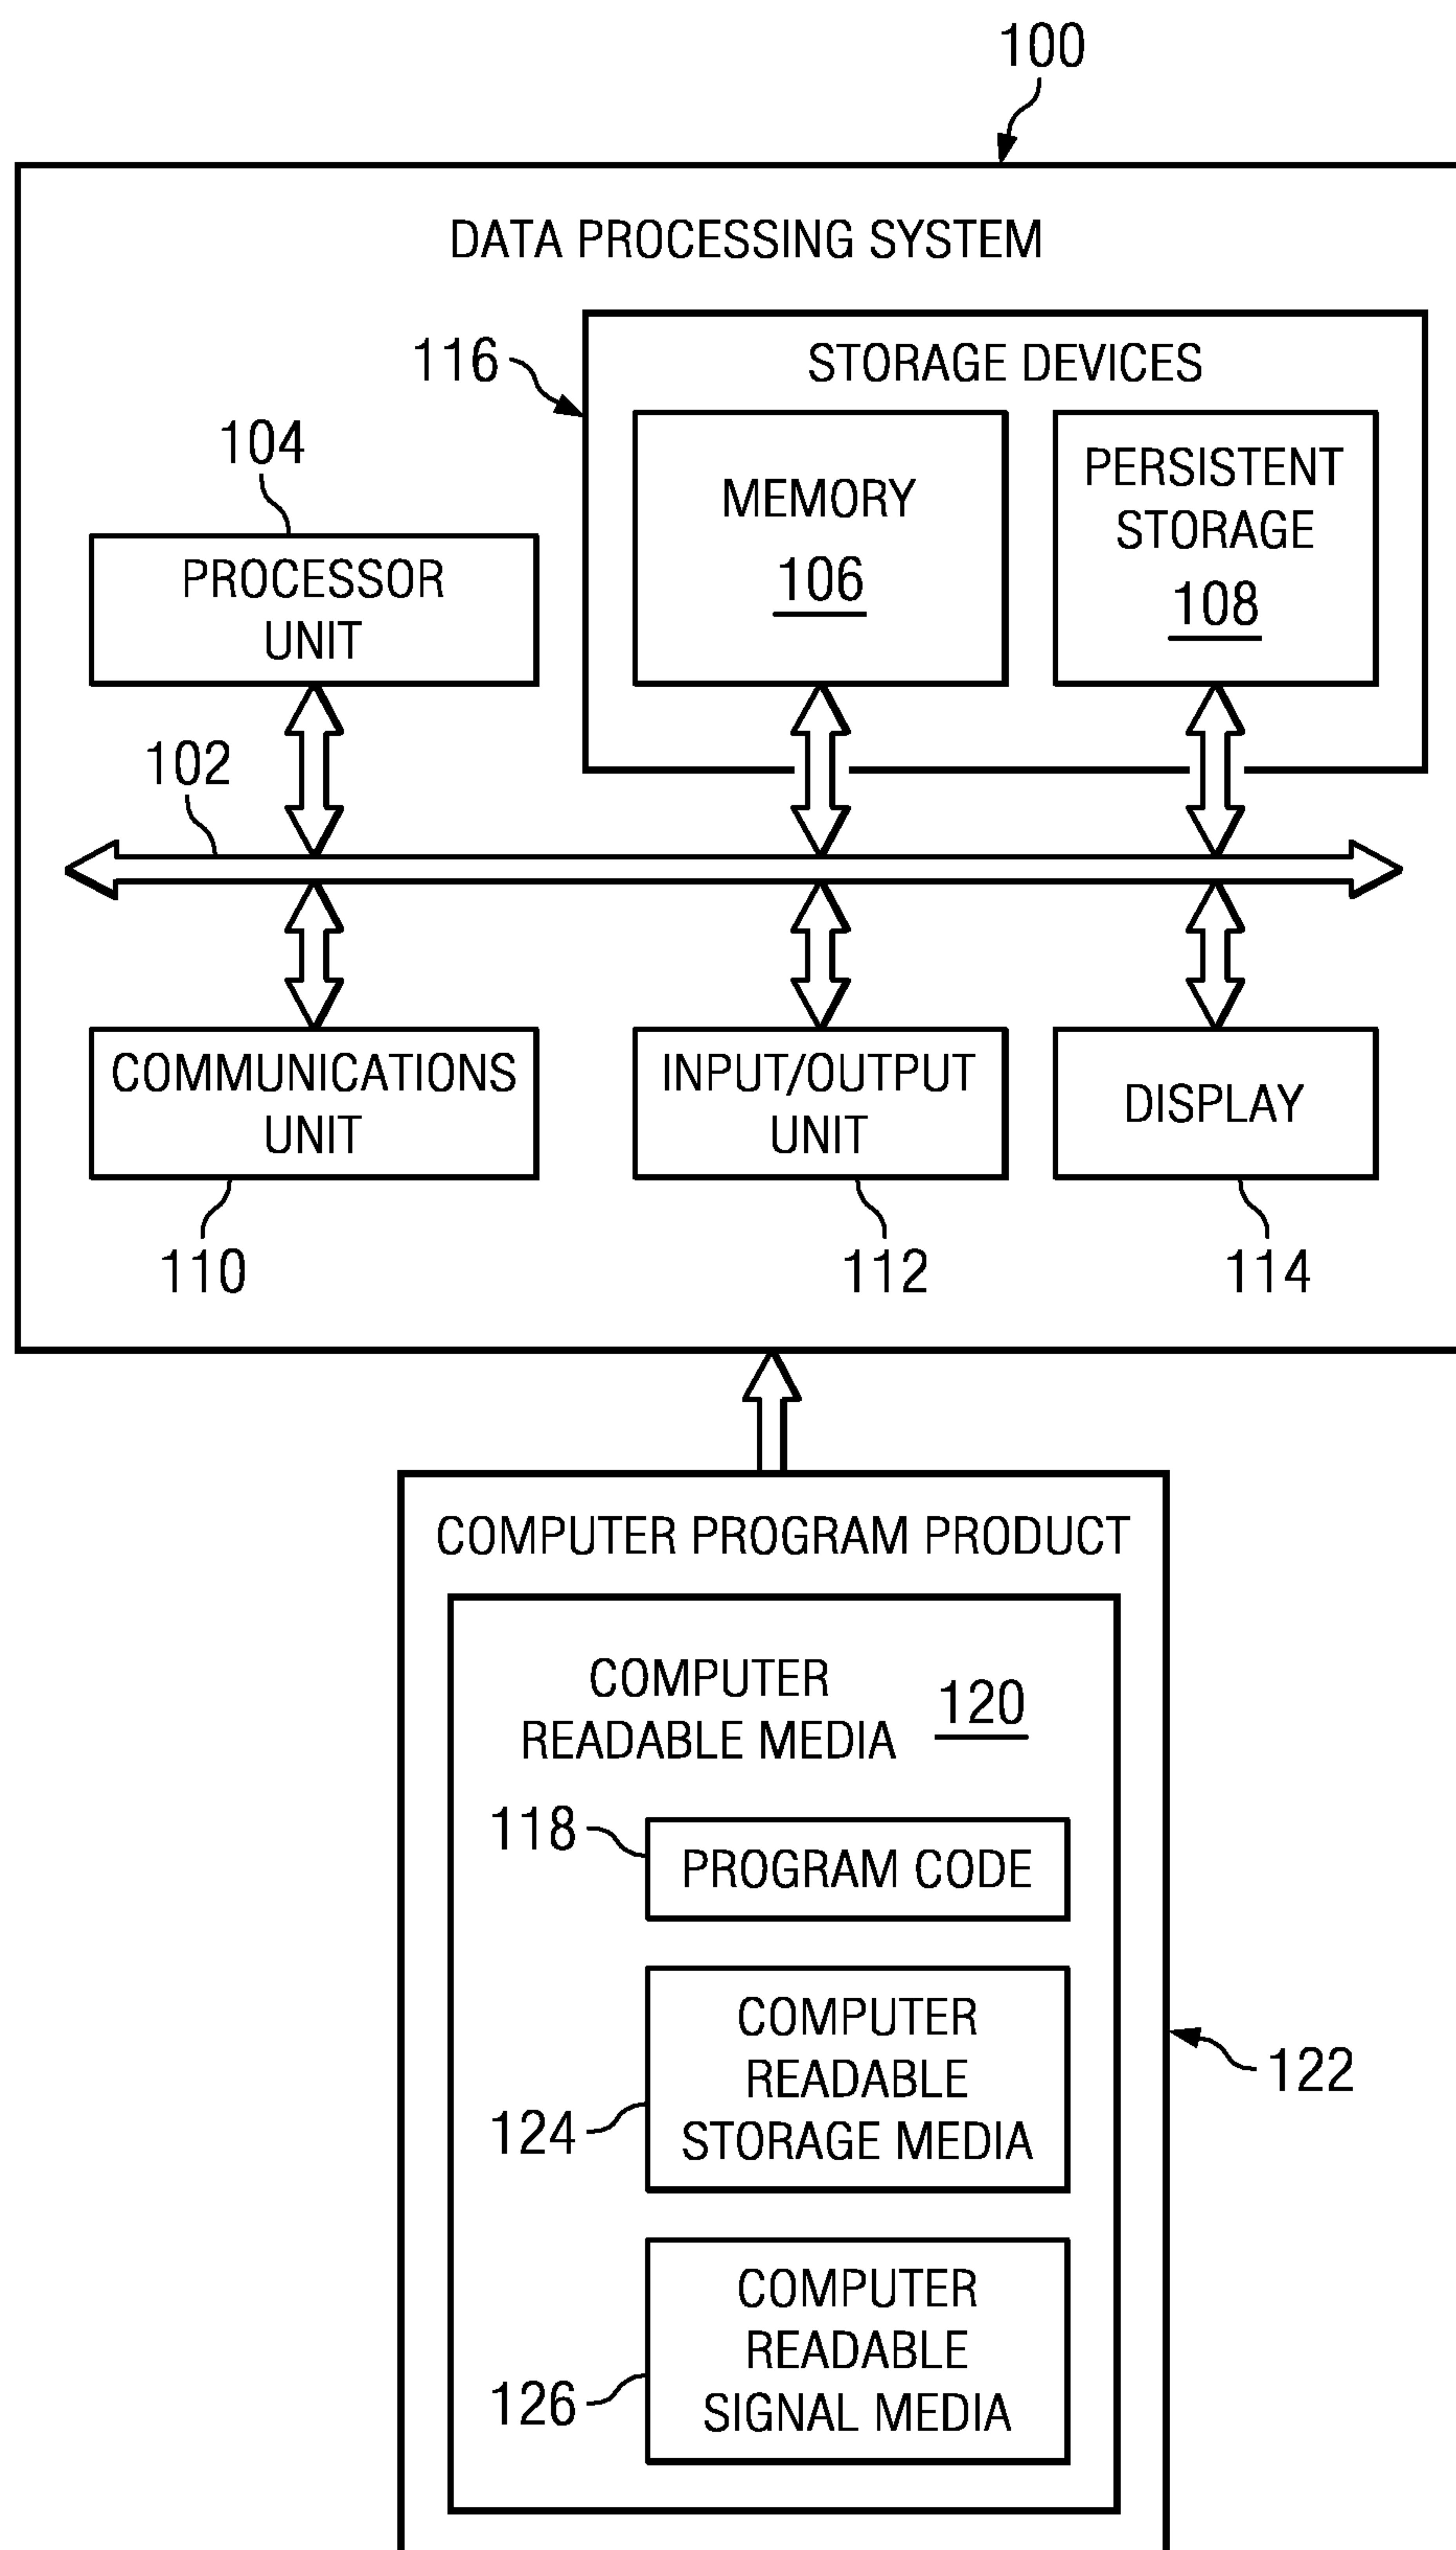 100
DATA PROCESSING SYSTEM
116
STORAGE DEVICES
104
MEMORY
106
PERSISTENT
STORAGE
108
PROCESSOR
UNIT
102
COMMUNICATIONS
UNIT
INPUT/OUTPUT
UNIT
DISPLAY
110
112
114
COMPUTER PROGRAM PRODUCT
COMPUTER
READABLE MEDIA
120
118
PROGRAM CODE
COMPUTER
READABLE
STORAGE MEDIA
124
122
COMPUTER
READABLE
SIGNAL MEDIA
126